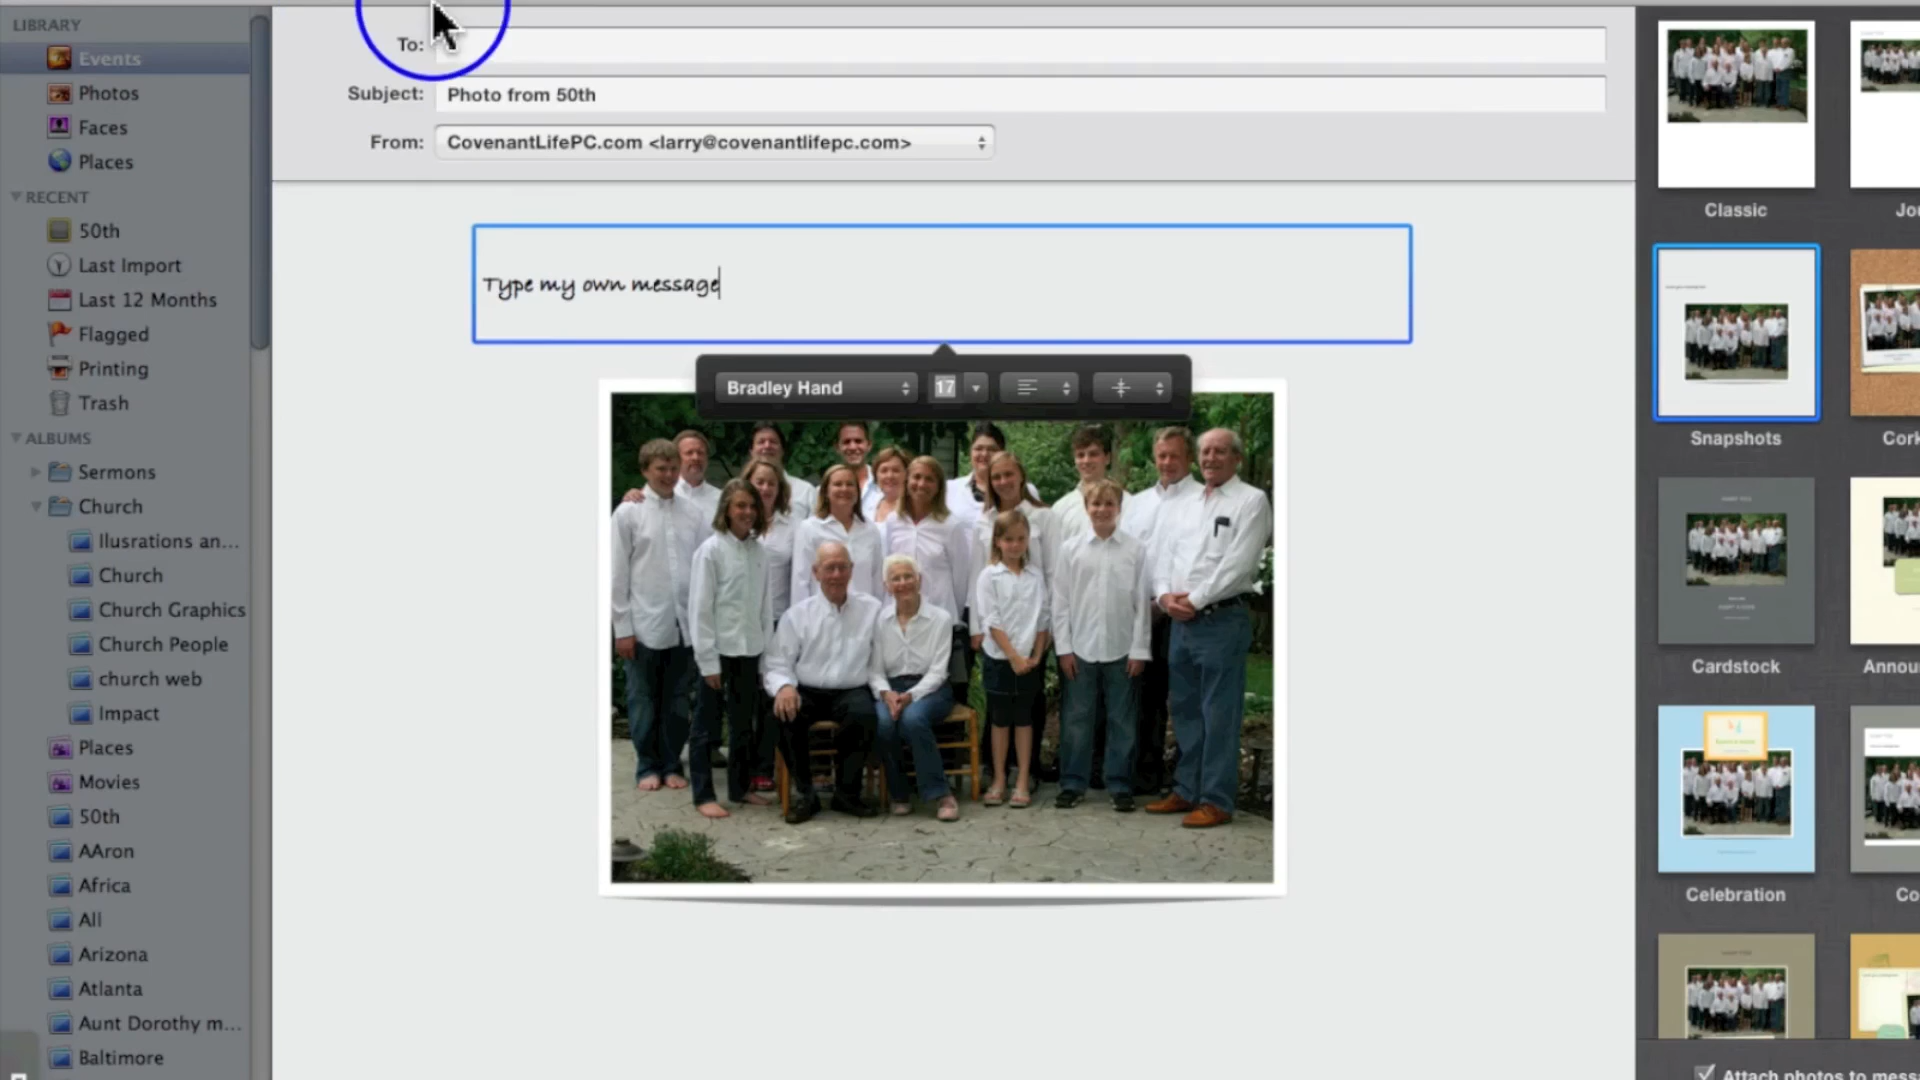 LIBRARY
Events
Photos
Faces
Places
RECENT
50th
Last Import
Last 12 Months
Flagged
Printing
Trash
ALBUMS
Sermons
Church
Ilusrations an...
Church
Church Graphics
Church People
church web
Impact
Places
Movies
50th
AAron
Africa
All
Arizona
Atlanta
Aunt Dorothy m...
Baltimore
To:
Subject: Photo from 50th
From: CovenantLifePC.com <larry@covenantlifepc.com>
Type my own message
Bradley Hand 17
Classic
Snapshots
Cardstock
Celebration
Attach photos to